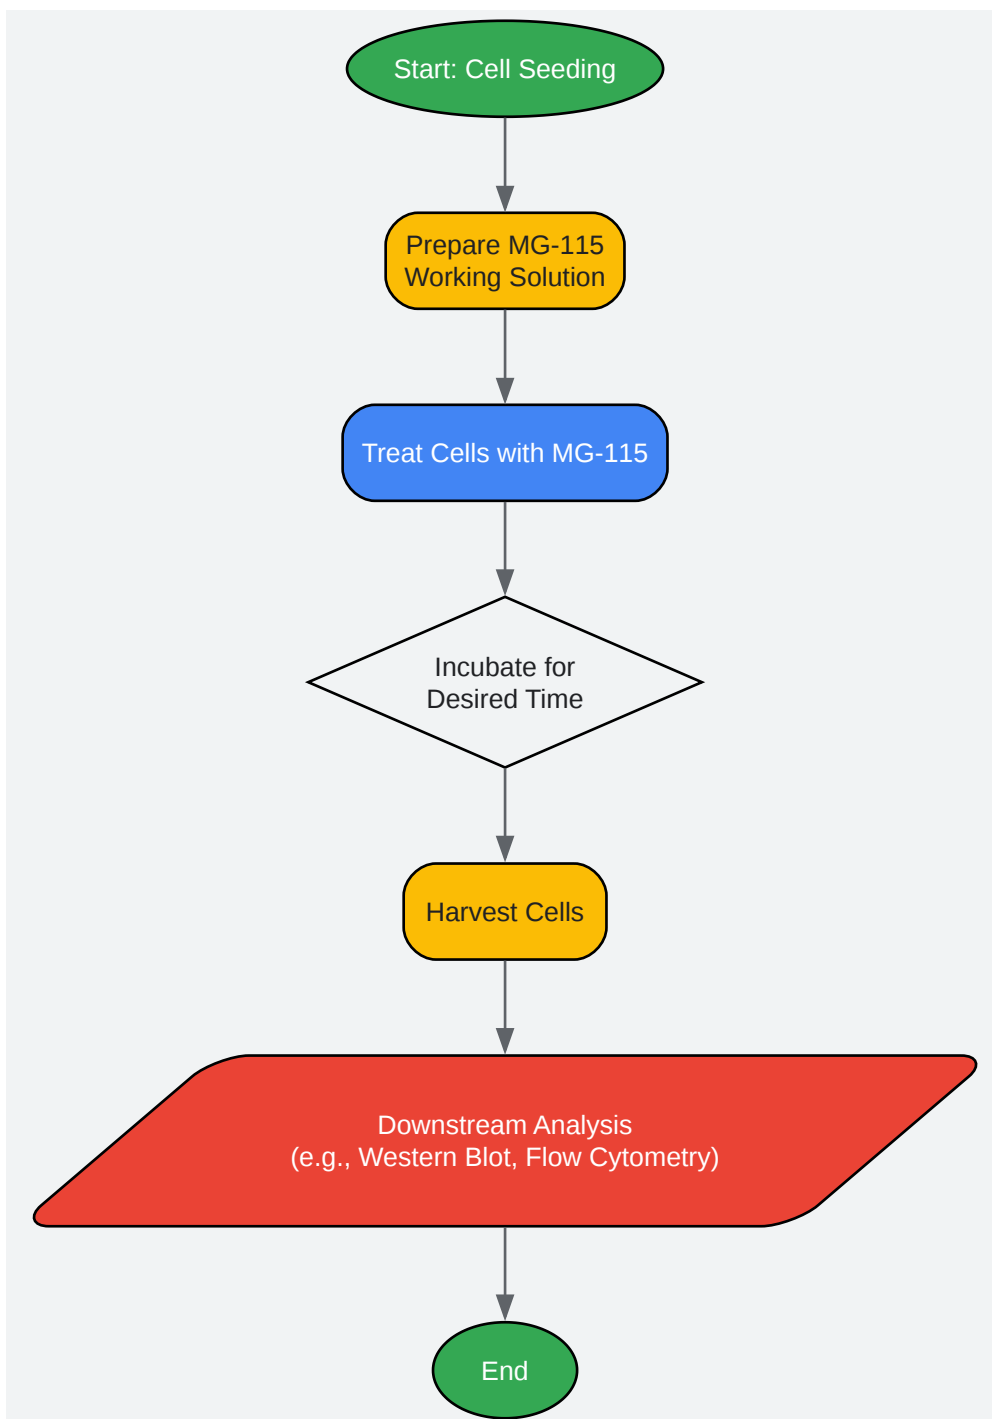 Start: Cell Seeding
Prepare MG-115
Working Solution
Treat Cells with MG-115
Incubate for
Desired Time
Harvest Cells
Downstream Analysis
(e.g., Western Blot, Flow Cytometry)
End